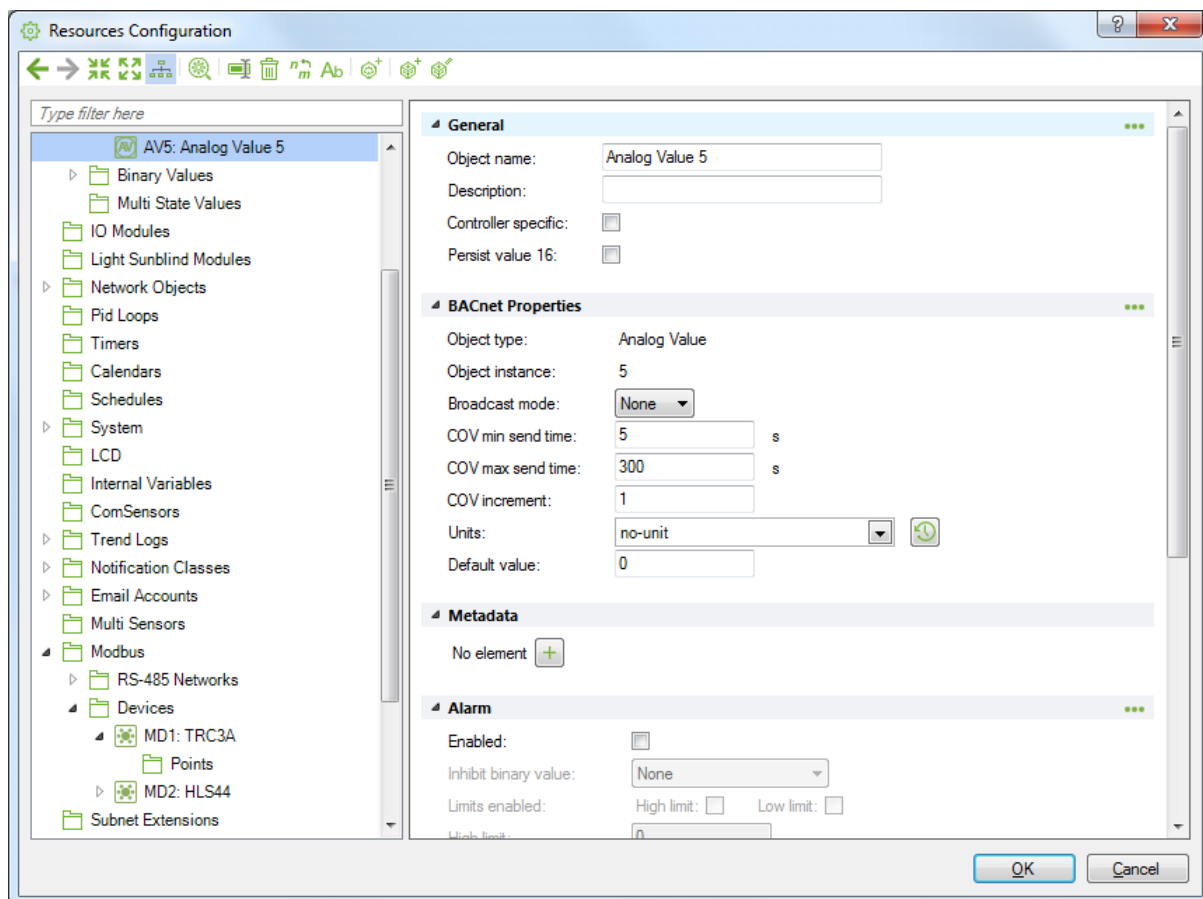 Resources Configuration
Ab
Type filter here
AV AV5: Analog Value 5
Binary Values
Multi State Values
IO Modules
Light Sunblind Modules
Network Objects
Pid Loops
Timers
Calendars
Schedules
System
LCD
Internal Variables
ComSensors
Trend Logs
Notification Classes
Email Accounts
Multi Sensors
Modbus
RS-485 Networks
Devices
MD1: TRC3A
Points
MD2: HLS44
Subnet Extensions
General
Object name: Analog Value 5
Description:
Controller specific:
Persist value 16:
BACnet Properties
Object type: Analog Value
Object instance: 5
Broadcast mode: None
COV min send time: 5 s
COV max send time: 300 s
COV increment: 1
Units: no-unit
Default value: 0
Metadata
No element +
Alarm
Enabled:
Inhibit binary value: None
Limits enabled: High limit: Low limit:
High limit: 0
OK Cancel